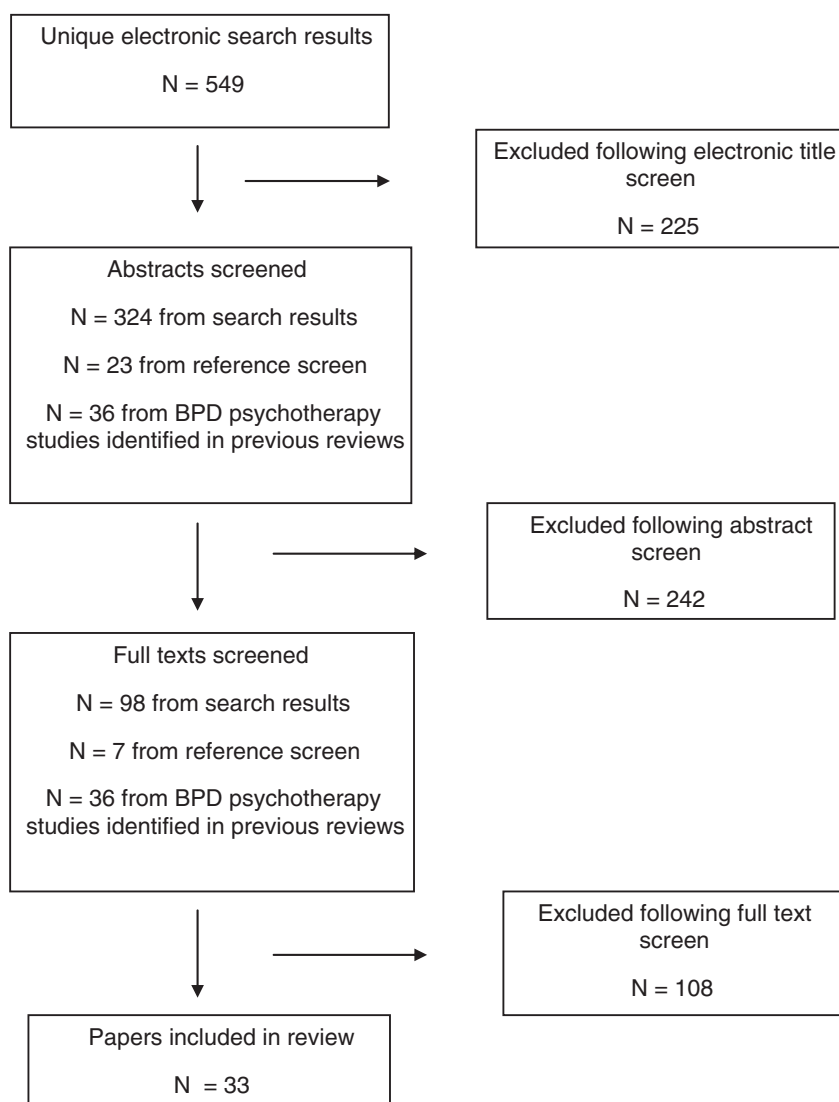 Unique electronic search results
N = 549
Excluded following electronic title
screen
N = 225
Abstracts screened
N = 324 from search results
N = 23 from reference screen
N = 36 from BPD psychotherapy
studies identified in previous reviews
Excluded following abstract
screen
N = 242
Full texts screened
N = 98 from search results
N = 7 from reference screen
N = 36 from BPD psychotherapy
studies identified in previous reviews
Excluded following full text
screen
N = 108
Papers included in review
N = 33